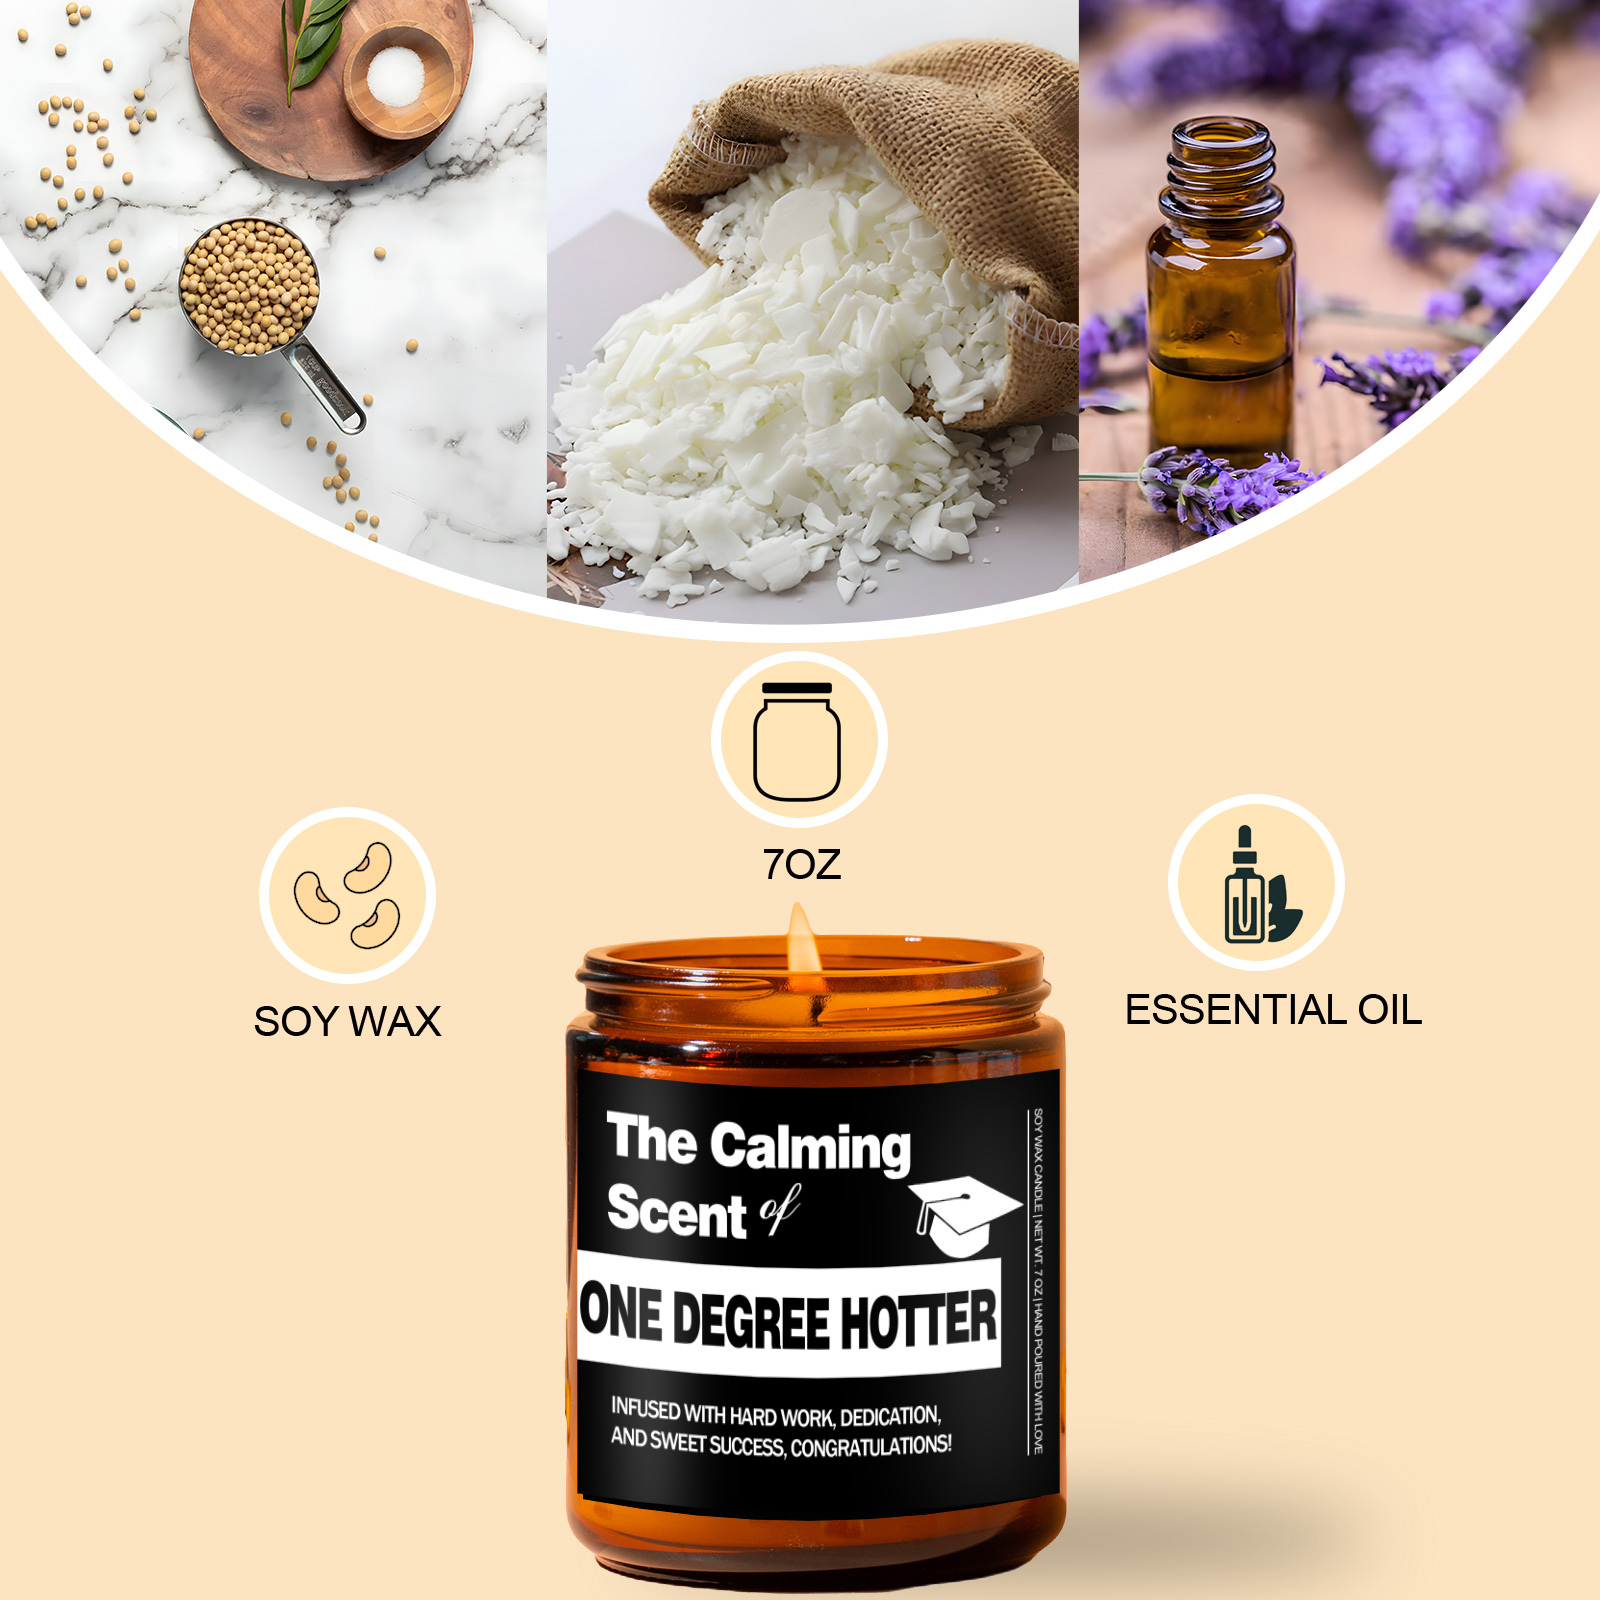 7OZ
SOY WAX
ESSENTIAL OIL
The Calming
Scent of
ONE DEGREE HOTTER
INFUSED WITH HARD WORK, DEDICATION,
AND SWEET SUCCESS, CONGRATULATIONS!
SOY WAX CANDLE | NET WT. 7 OZ | HAND POURED WITH LOVE